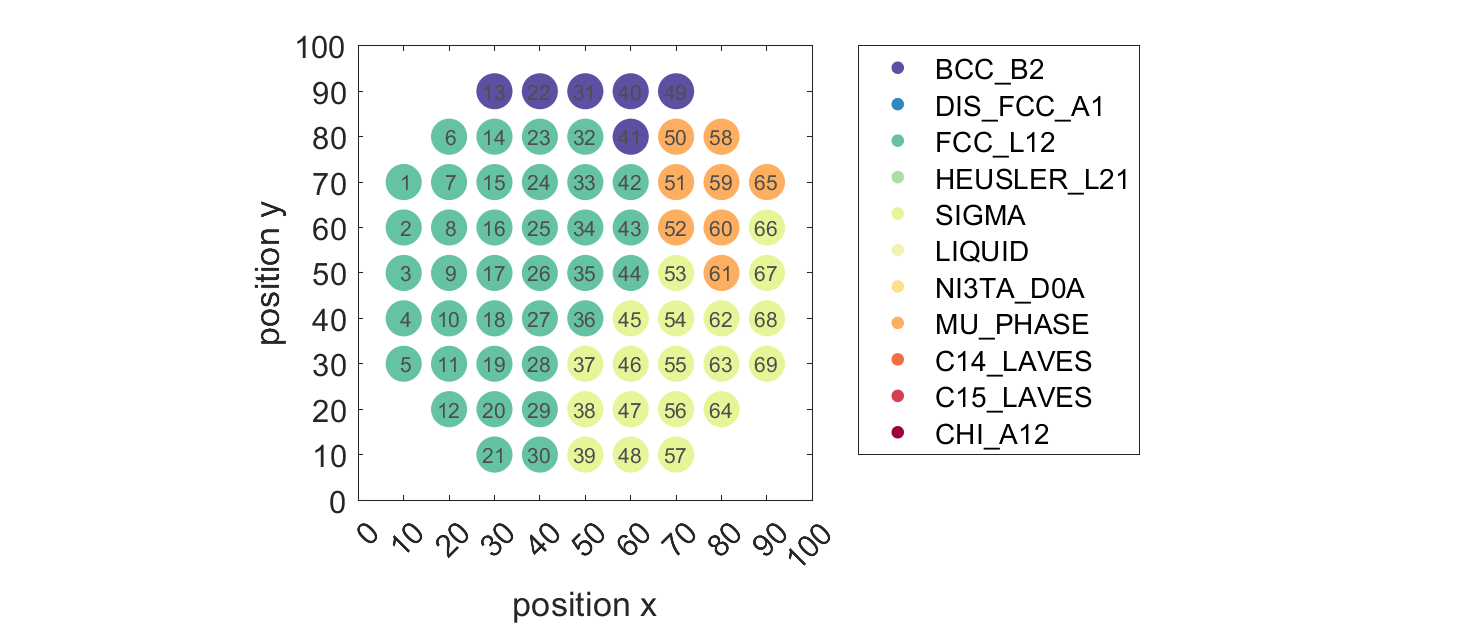 100
90 13 22 31 40 49
80 6 14 23 32 41 50 58
70 1 7 15 24 33 42 51 59 65
60 2 8 16 25 34 43 52 60 66
50 3 9 17 26 35 44 53 61 67
40 4 10 18 27 36 45 54 62 68
30 5 11 19 28 37 46 55 63 69
20 12 20 29 38 47 56 64
10 21 30 39 48 57
0
0 10 20 30 40 50 60 70 80 90 100
position x
position y
BCC_B2
DIS_FCC_A1
FCC_L12
HEUSLER_L21
SIGMA
LIQUID
NI3TA_D0A
MU_PHASE
C14_LAVES
C15_LAVES
CHI_A12